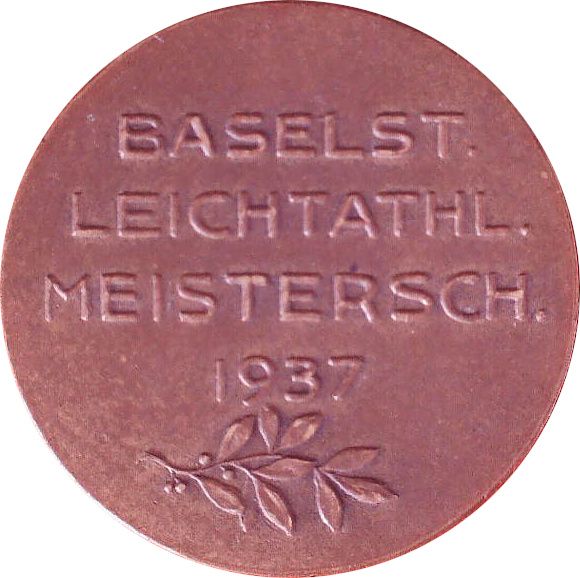 BASELST.
LEICHTATHL.
MEISTERSCH.
1937